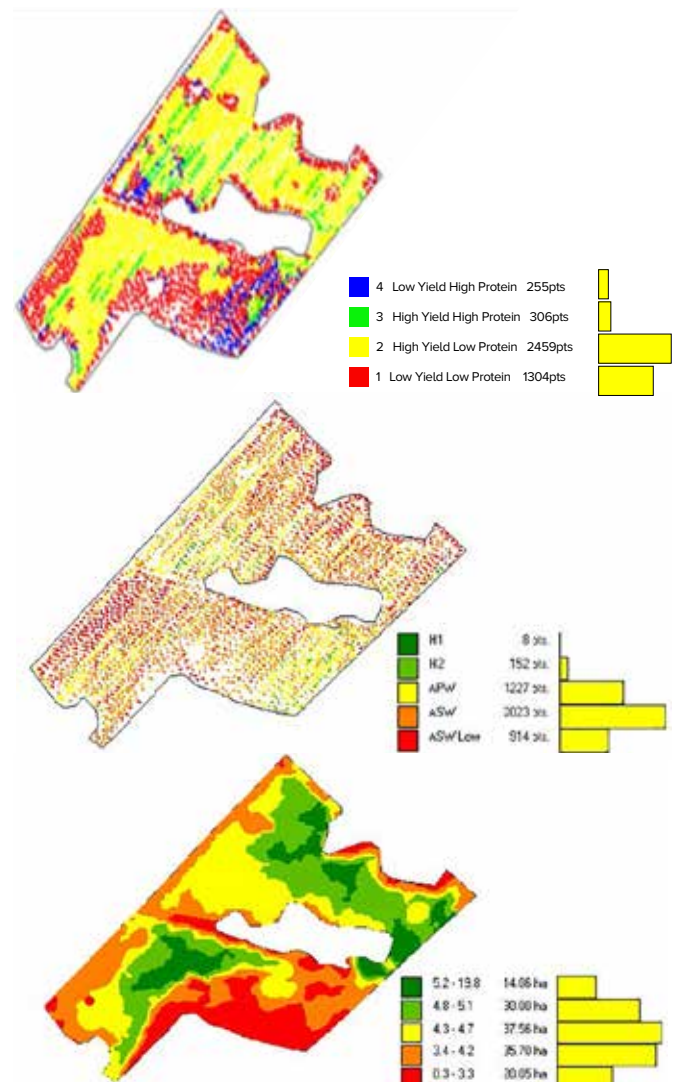 4 Low Yield High Protein 255pts
3 High Yield High Protein 306pts
2 High Yield Low Protein 2459pts
1 Low Yield Low Protein 1304pts
H1 8 pts.
H2 152 pts.
APW 1227 pts.
ASW 2023 pts.
ASW Low 914 pts.
5.2 - 13.8 14.06 ha
4.8 - 5.1 30.00 ha
4.3 - 4.7 37.56 ha
3.4 - 4.2 35.70 ha
0.3 - 3.3 20.05 ha